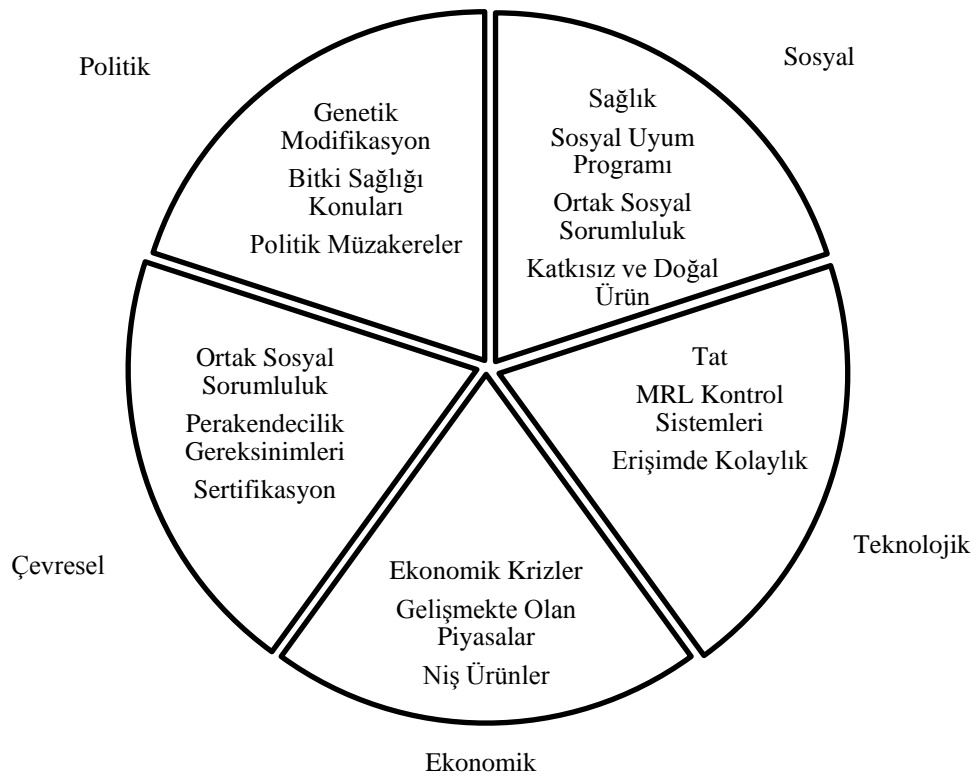 Politik
Genetik
Modifikasyon
Bitki Sağlığı
Konuları
Politik Müzakereler
Sosyal
Sağlık
Sosyal Uyum
Programı
Ortak Sosyal
Sorumluluk
Katkısız ve Doğal
Ürün
Tat
MRL Kontrol
Sistemleri
Erişimde Kolaylık
Teknolojik
Ekonomik Krizler
Gelişmekte Olan
Piyasalar
Niş Ürünler
Ekonomik
Ortak Sosyal
Sorumluluk
Perakendecilik
Gereksinimleri
Sertifikasyon
Çevresel